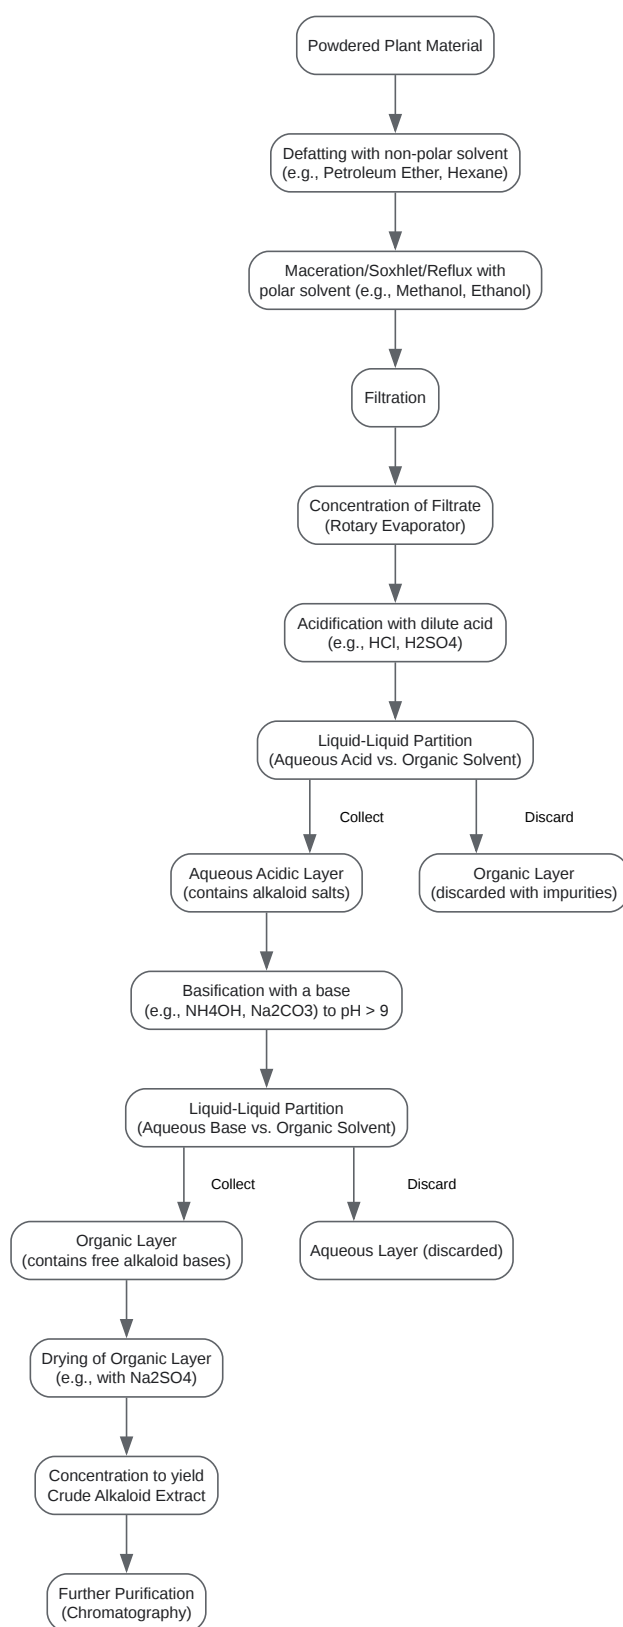 Powdered Plant Material
Defatting with non-polar solvent
(e.g., Petroleum Ether, Hexane)
Maceration/Soxhlet/Reflux with
polar solvent (e.g., Methanol, Ethanol)
Filtration
Concentration of Filtrate
(Rotary Evaporator)
Acidification with dilute acid
(e.g., HCl, H2SO4)
Liquid-Liquid Partition
(Aqueous Acid vs. Organic Solvent)
Collect
Discard
Aqueous Acidic Layer
(contains alkaloid salts)
Organic Layer
(discarded with impurities)
Basification with a base
(e.g., NH4OH, Na2CO3) to pH > 9
Liquid-Liquid Partition
(Aqueous Base vs. Organic Solvent)
Collect
Discard
Organic Layer
(contains free alkaloid bases)
Aqueous Layer (discarded)
Drying of Organic Layer
(e.g., with Na2SO4)
Concentration to yield
Crude Alkaloid Extract
Further Purification
(Chromatography)